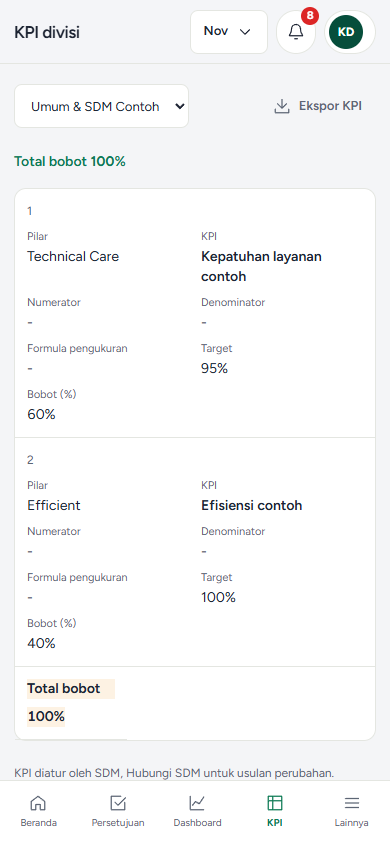 KPI divisi
Nov
8
KD
Umum & SDM Contoh
Ekspor KPI
Total bobot 100%
1
Pilar
KPI
Technical Care
Kepatuhan layanan
contoh
Numerator
Denominator
-
-
Formula pengukuran
Target
-
95%
Bobot (%)
60%
2
Pilar
KPI
Efficient
Efisiensi contoh
Numerator
Denominator
-
-
Formula pengukuran
Target
-
100%
Bobot (%)
40%
Total bobot
100%
KPI diatur oleh SDM, Hubungi SDM untuk usulan perubahan.
Beranda
Persetujuan
Dashboard
KPI
Lainnya